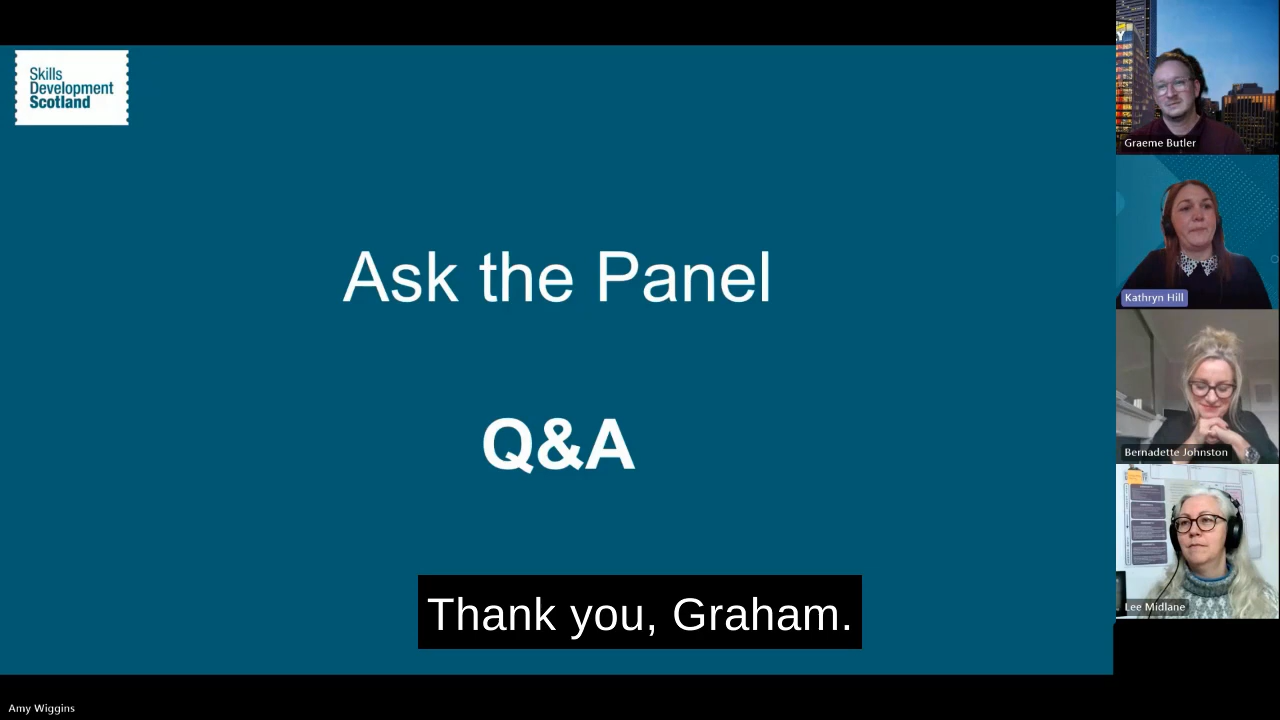 Skills
Development
Scotland
Ask the Panel
Q&A
Thank you, Graham.
Graeme Butler
Kathryn Hill
Bernadette Johnston
Lee Midlane
Amy Wiggins